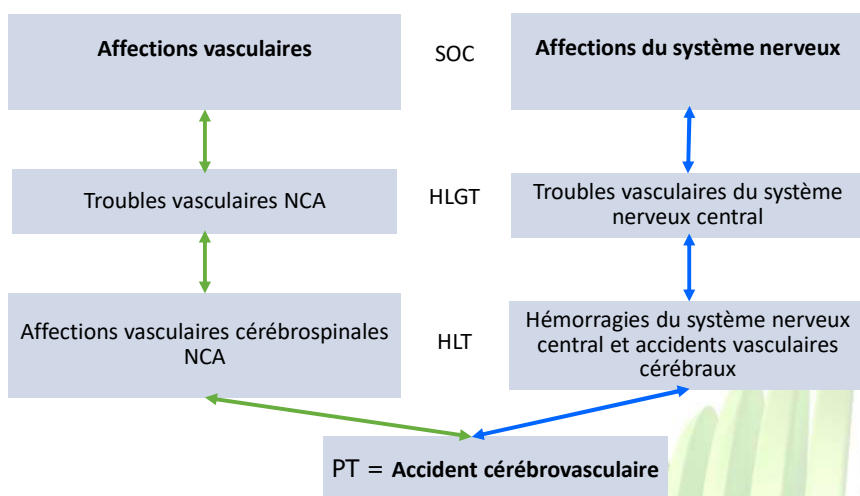 Affections vasculaires
SOC
Affections du système nerveux
Troubles vasculaires NCA
HLGT
Troubles vasculaires du système
nerveux central
Affections vasculaires cérébrospinales
NCA
HLT
Hémorragies du système nerveux
central et accidents vasculaires
cérébraux
PT = Accident cérébrovasculaire